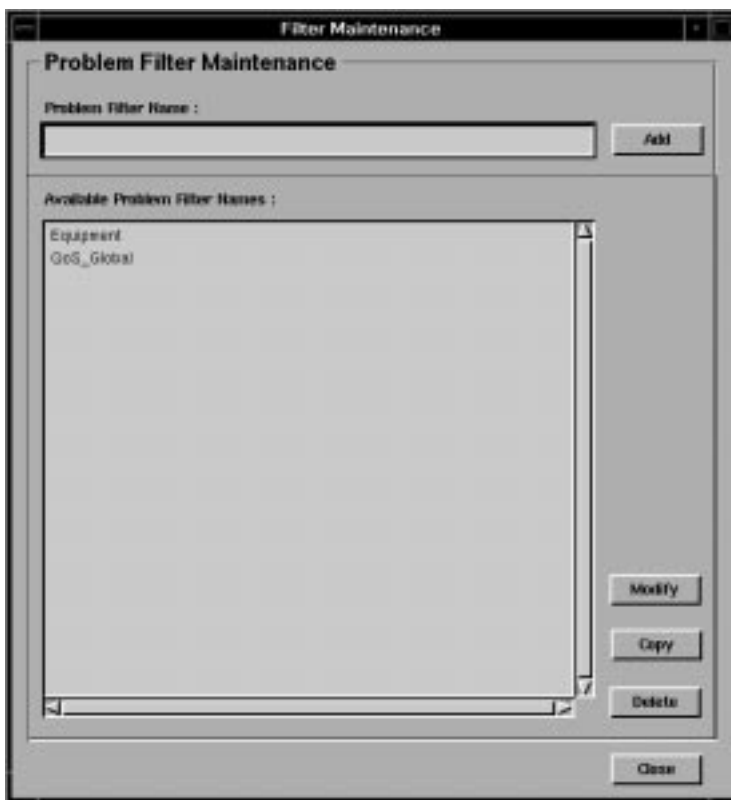 Filter Maintenance
Problem Filter Maintenance
Problem Filter Name :
Add
Available Problem Filter Names :
Equipment
QoS_Global
Modify
Copy
Delete
Close